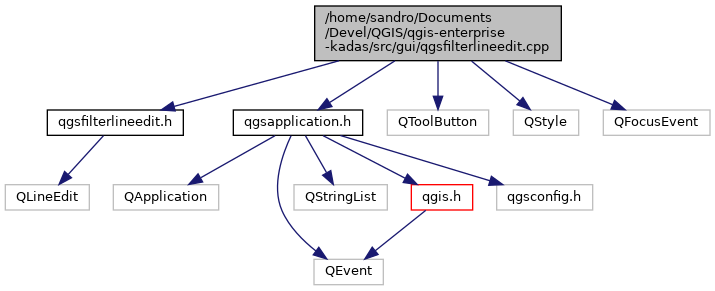 /home/sandro/Documents
/Devel/QGIS/qgis-enterprise
-kadas/src/gui/qgsfilterlineedit.cpp
qgsfilterlineedit.h
qgsapplication.h
QToolButton
QStyle
QFocusEvent
QLineEdit
QApplication
QStringList
qgis.h
qgsconfig.h
QEvent